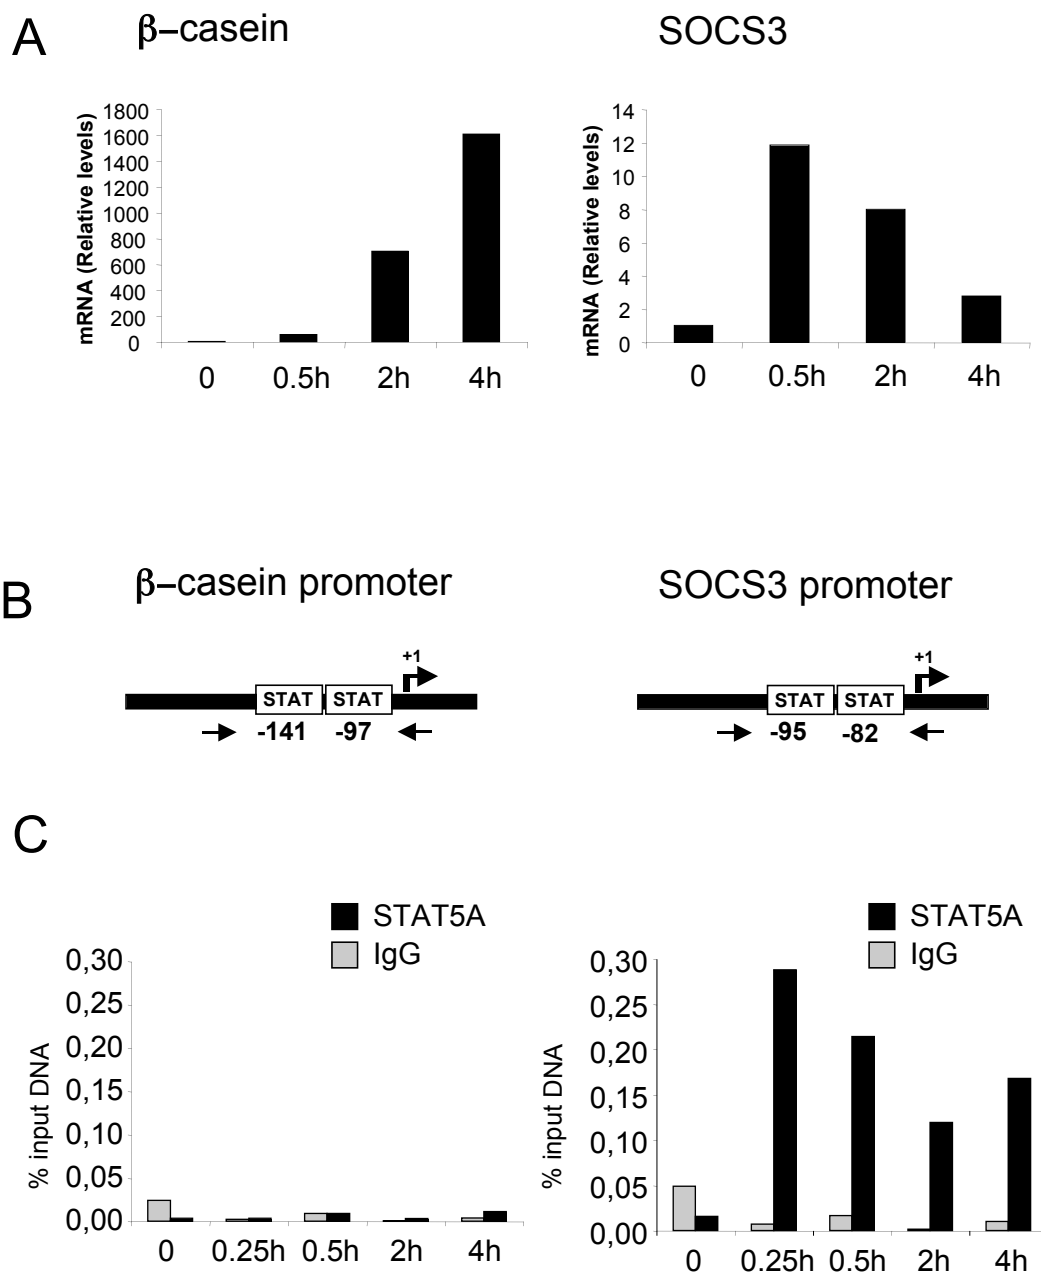 A
β–casein
SOCS3
mRNA (Relative levels)
1800
1600
1400
1200
1000
800
600
400
200
0
0 0.5h 2h 4h
mRNA (Relative levels)
14
12
10
8
6
4
2
0
0 0.5h 2h 4h
B
β–casein promoter
SOCS3 promoter
+1
STAT STAT
-141 -97
+1
STAT STAT
-95 -82
C
STAT5A
IgG
% input DNA
0,30
0,25
0,20
0,15
0,10
0,05
0,00
0 0.25h 0.5h 2h 4h
STAT5A
IgG
% input DNA
0,30
0,25
0,20
0,15
0,10
0,05
0,00
0 0.25h 0.5h 2h 4h